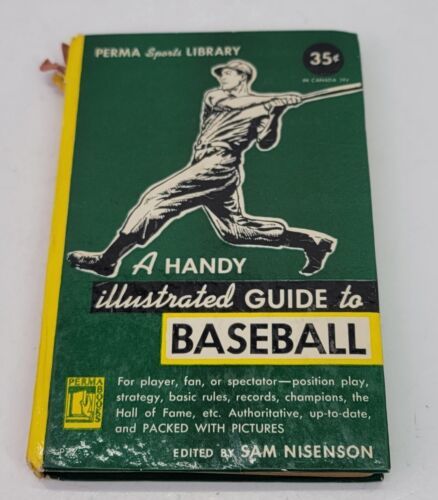 PERMA Sports LIBRARY
35¢
IN CANADA 39¢
A HANDY
illustrated GUIDE to
BASEBALL
For player, fan, or spectator—position play,
strategy, basic rules, records, champions, the
Hall of Fame, etc. Authoritative, up-to-date,
and PACKED WITH PICTURES
PERMA
BOOKS
EDITED BY SAM NISENSON